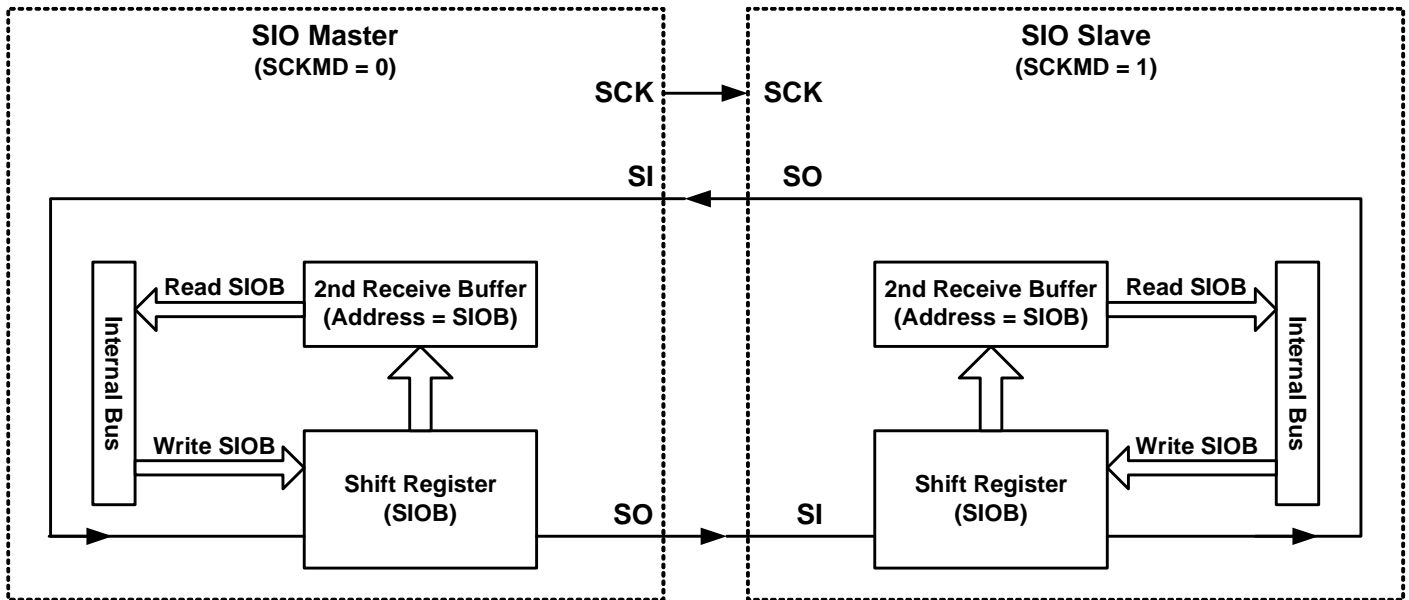 SIO Master
(SCKMD = 0)
SIO Slave
(SCKMD = 1)
SCK
SCK
SI
SO
Internal Bus
Read SIOB
2nd Receive Buffer
(Address = SIOB)
Write SIOB
Shift Register
(SIOB)
SO
SI
2nd Receive Buffer
(Address = SIOB)
Read SIOB
Shift Register
(SIOB)
Write SIOB
Internal Bus